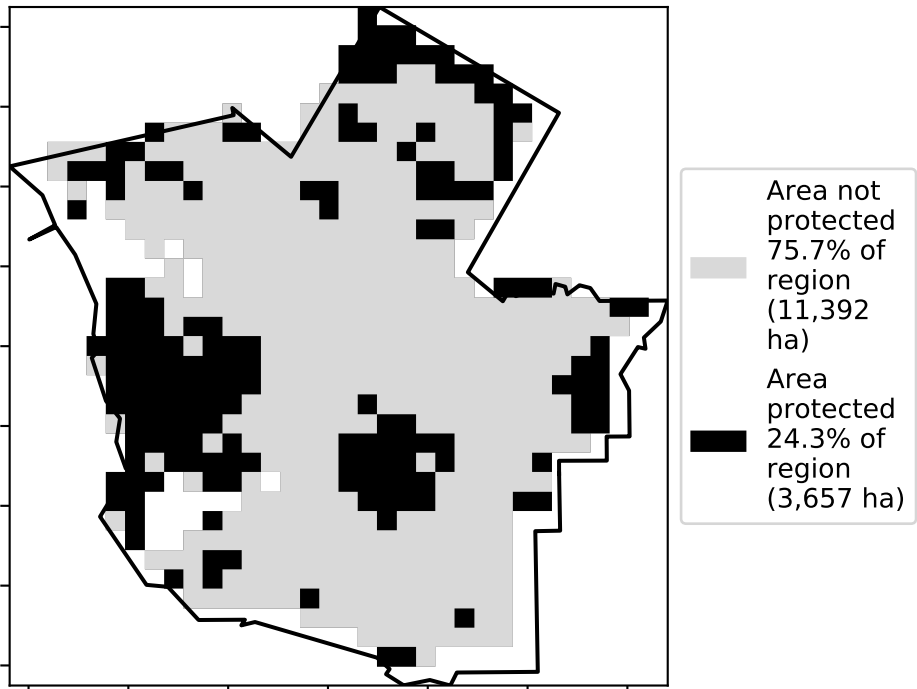 Area not
protected
75.7% of
region
(11,392
ha)
Area
protected
24.3% of
region
(3,657 ha)